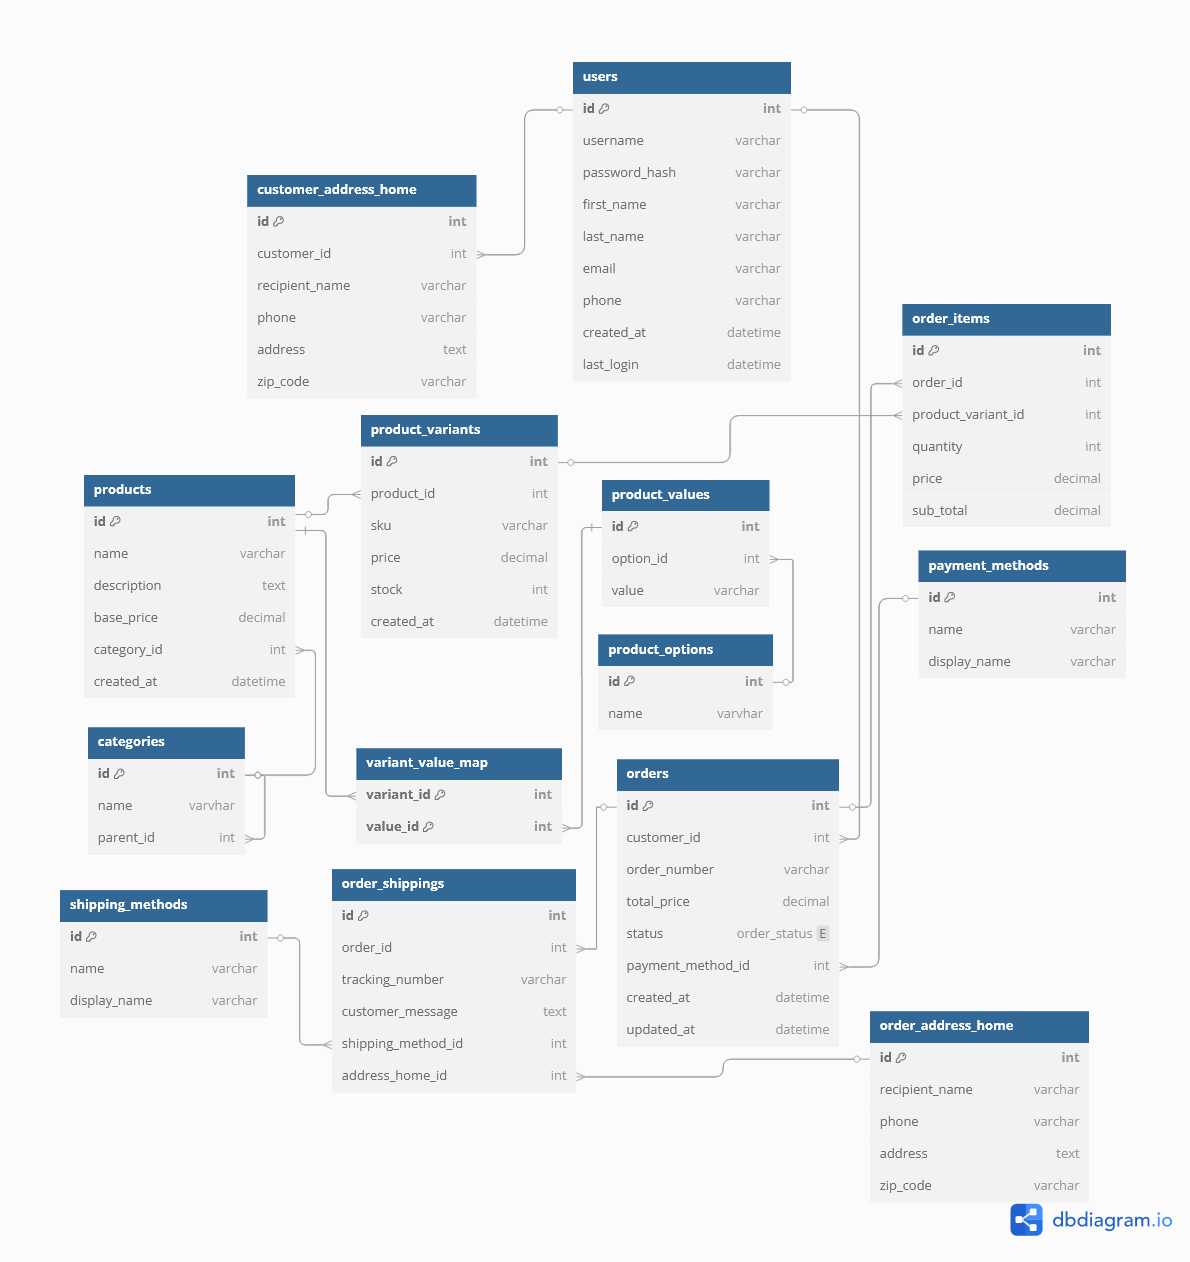 users
id int
username varchar
password_hash varchar
first_name varchar
last_name varchar
email varchar
phone varchar
created_at datetime
last_login datetime
customer_address_home
id int
customer_id int
recipient_name varchar
phone varchar
address text
zip_code varchar
order_items
id int
order_id int
product_variant_id int
quantity int
price decimal
sub_total decimal
product_variants
id int
product_id int
sku varchar
price decimal
stock int
created_at datetime
products
id int
name varchar
description text
base_price decimal
category_id int
created_at datetime
product_values
id int
option_id int
value varchar
payment_methods
id int
name varchar
display_name varchar
product_options
id int
name varvhar
categories
id int
name varvhar
parent_id int
variant_value_map
variant_id int
value_id int
orders
id int
customer_id int
order_number varchar
total_price decimal
status order_status E
payment_method_id int
created_at datetime
updated_at datetime
order_shippings
id int
order_id int
tracking_number varchar
customer_message text
shipping_method_id int
address_home_id int
shipping_methods
id int
name varchar
display_name varchar
order_address_home
id int
recipient_name varchar
phone varchar
address text
zip_code varchar
dbdiagram.io